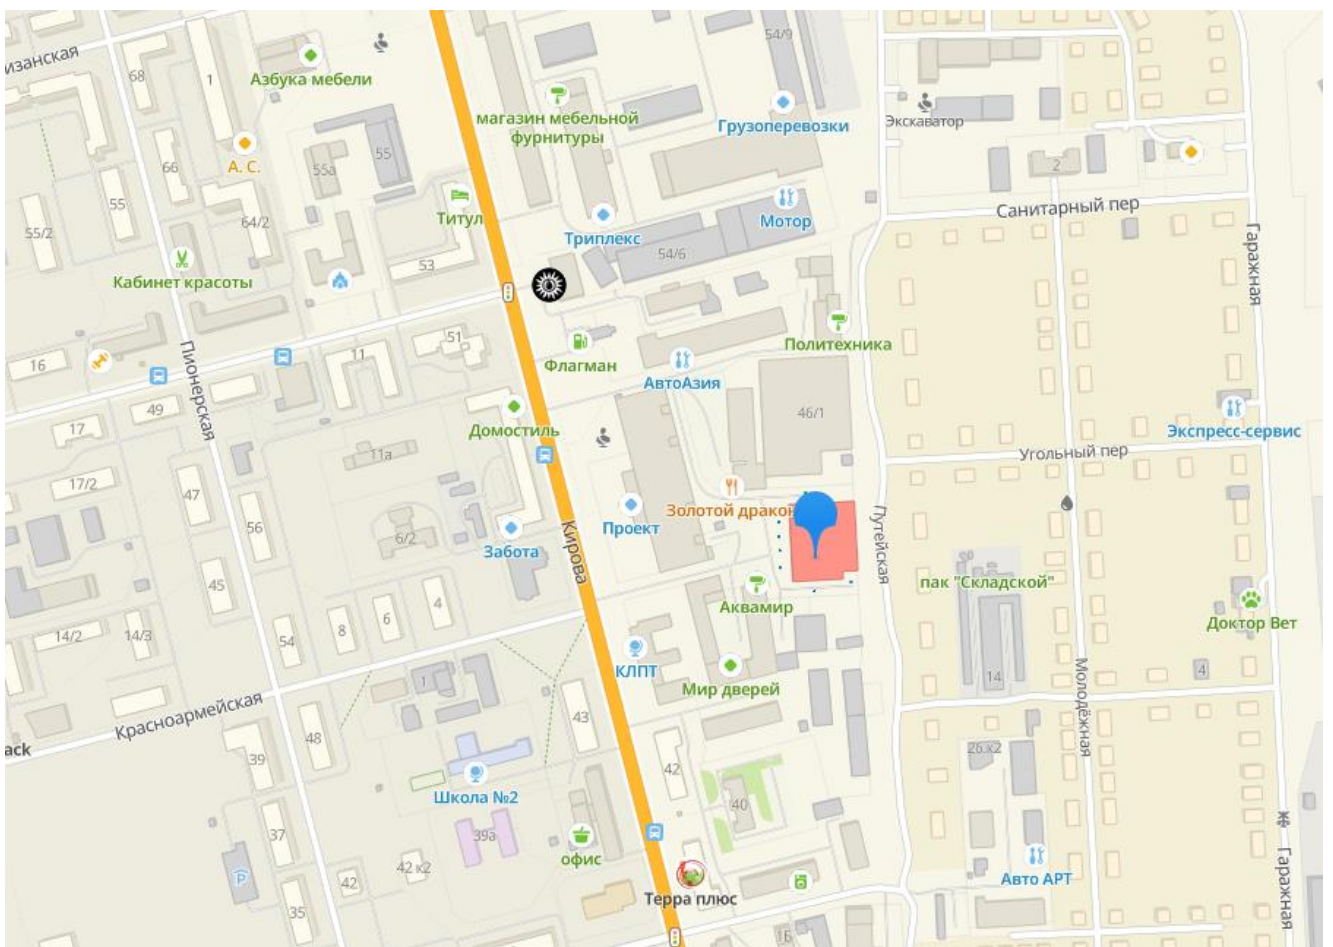 54/9
изанская
68
1
Азбука мебели
магазин мебельной
фурнитуры
Грузоперевозки
Экскаватор
55
55а
66
А. С.
2
55
Титул
Санитарный пер
64/2
55/2
Триплекс
Мотор
54/6
Гаражная
53
Кабинет красоты
51
Флагман
Политехника
16
11
АвтоАзия
Пионерская
49
46/1
17
Домостиль
Экспресс-сервис
11а
Угольный пер
17/2
47
Золотой дракон
56
Проект
Путейская
6/2
Забота
Кирова
45
пак "Складской"
4
Аквамир
6
Доктор Вет
8
14/2
14/3
54
КЛПТ
4
14
1
Мир дверей
Молодёжная
Красноармейская
43
48
ack
26 к2
39
42
Школа №2
40
37
39а
42 к2
офис
42
P
Авто АРТ
Гаражная
Терра плюс
35
1Б